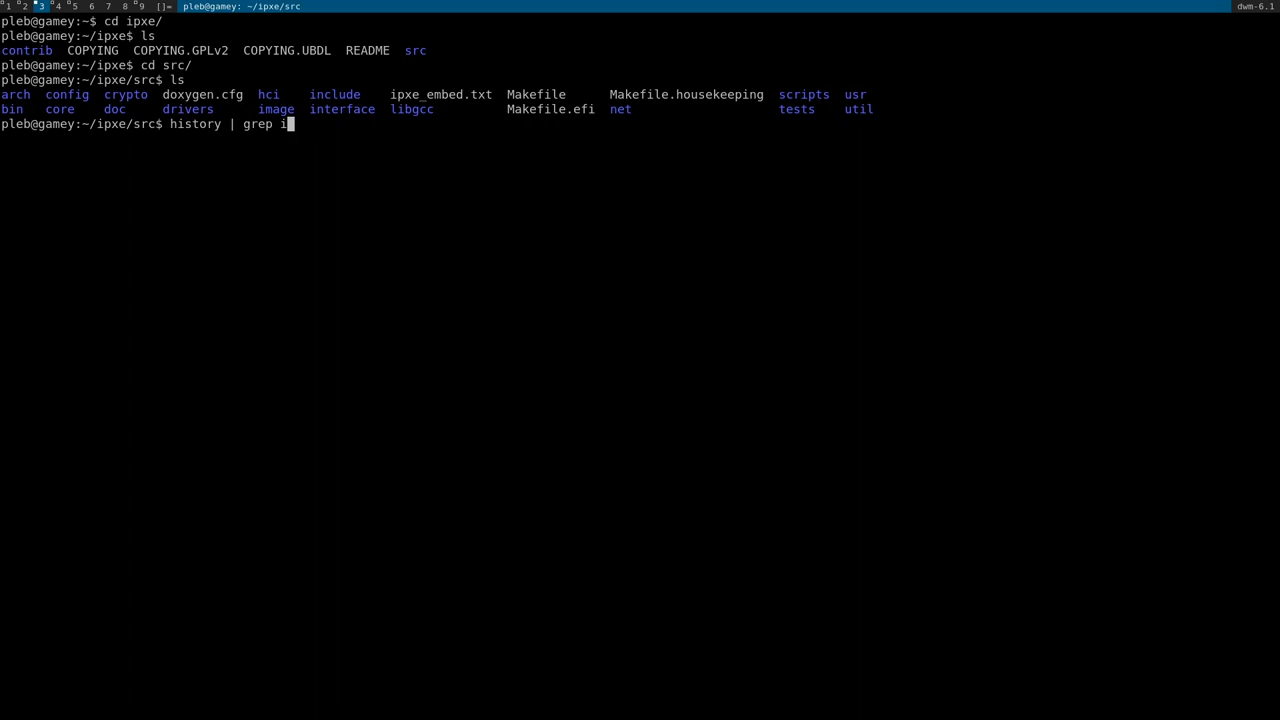 1 2 3 4 5 6 7 8 9 []= pleb@gamey: ~/ipxe/src dwm-6.1
pleb@gamey:~$ cd ipxe/
pleb@gamey:~/ipxe$ ls
contrib COPYING COPYING.GPLv2 COPYING.UBDL README src
pleb@gamey:~/ipxe$ cd src/
pleb@gamey:~/ipxe/src$ ls
arch config crypto doxygen.cfg hci include ipxe_embed.txt Makefile Makefile.housekeeping scripts usr
bin core doc drivers image interface libgcc Makefile.efi net tests util
pleb@gamey:~/ipxe/src$ history | grep i